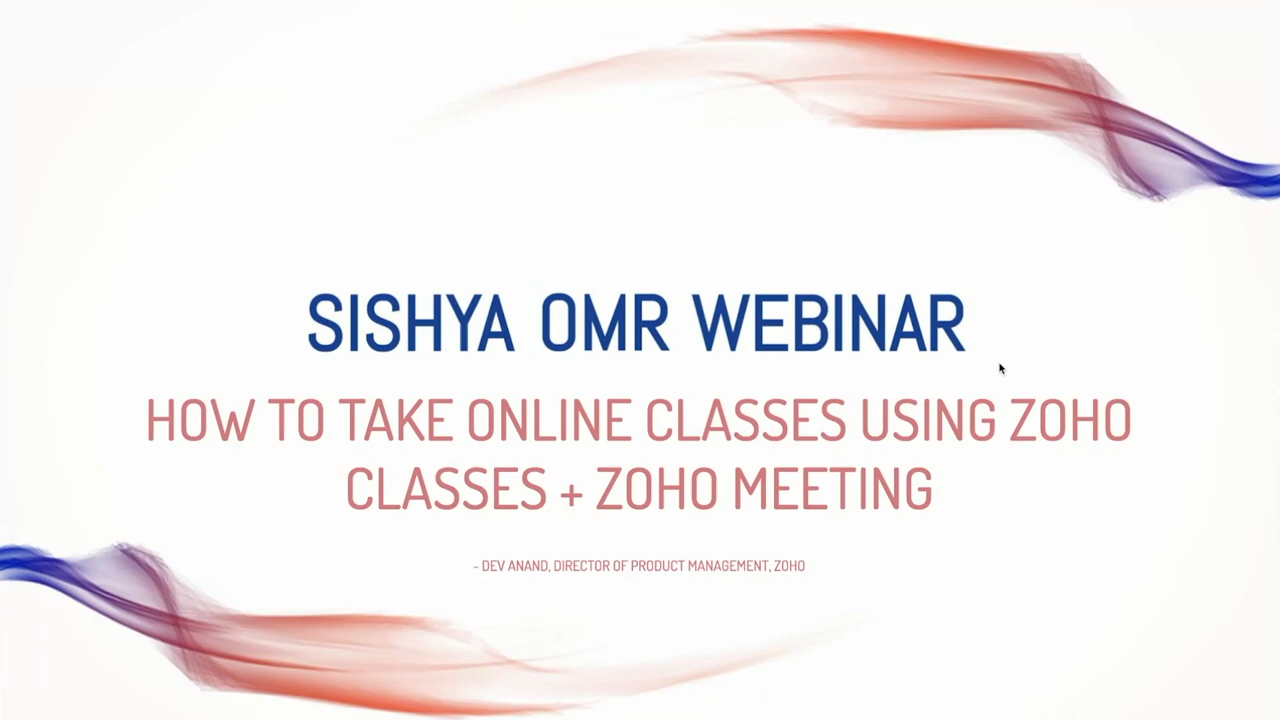 SISHYA OMR WEBINAR
HOW TO TAKE ONLINE CLASSES USING ZOHO
CLASSES + ZOHO MEETING
- DEV ANAND, DIRECTOR OF PRODUCT MANAGEMENT, ZOHO